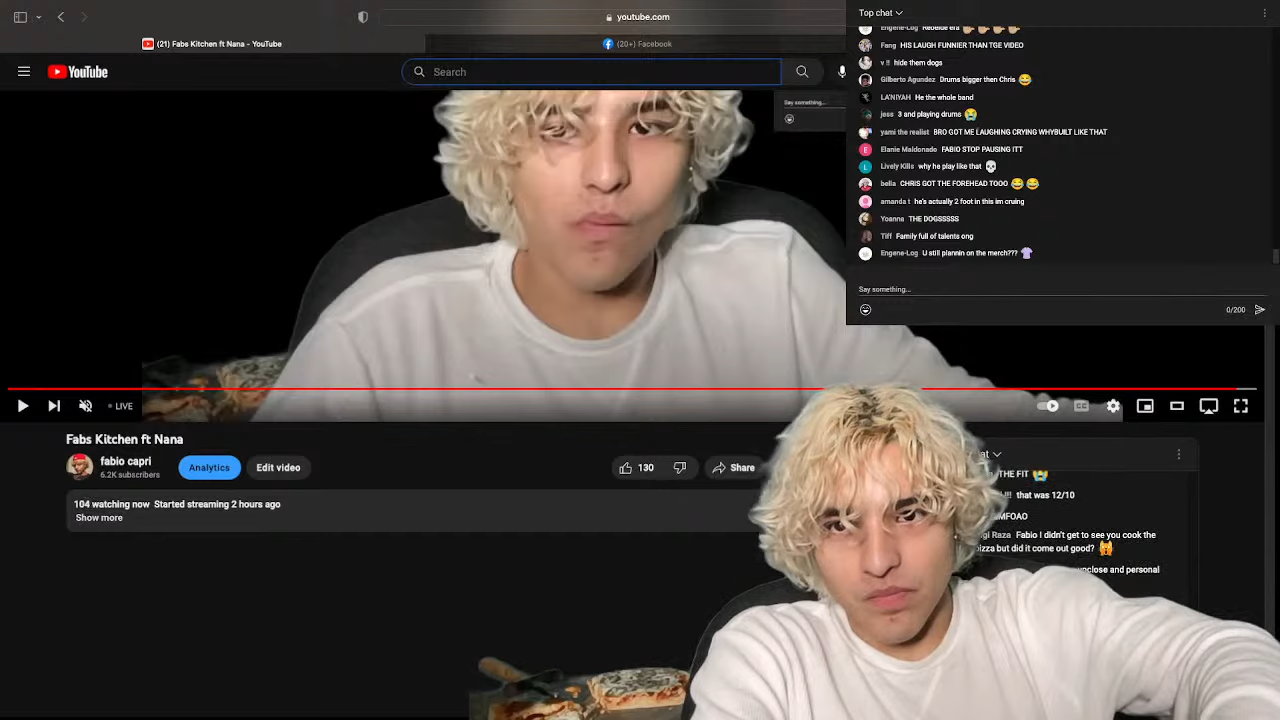 youtube.com
(21) Fabs Kitchen ft Nana - YouTube
(20+) Facebook
YouTube
Search
Say something...
LIVE
Fabs Kitchen ft Nana
fabio capri
6.2K subscribers
Analytics
Edit video
130
Share
104 watching now Started streaming 2 hours ago
Show more
Top chat
Engene-Log Rebelde era
Fang HIS LAUGH FUNNIER THAN TGE VIDEO
v !! hide them dogs
Gilberto Agundez Drums bigger then Chris 😂
LA'NIYAH He the whole band
jess 3 and playing drums 😭
yami the realist BRO GOT ME LAUGHING CRYING WHYBUILT LIKE THAT
Elanie Maldonado FABIO STOP PAUSING ITT
Lively Kills why he play like that 💀
bella CHRIS GOT THE FOREHEAD TOOO 😂 😂
amanda t he's actually 2 foot in this im cruing
Yoanna THE DOGSSSSS
Tiff Family full of talents ong
Engene-Log U still plannin on the merch??? 👚
Say something...
0/200
THE FIT 😭
that was 12/10
Raza Fabio I didn't get to see you cook the
pizza but did it come out good?
upclose and personal